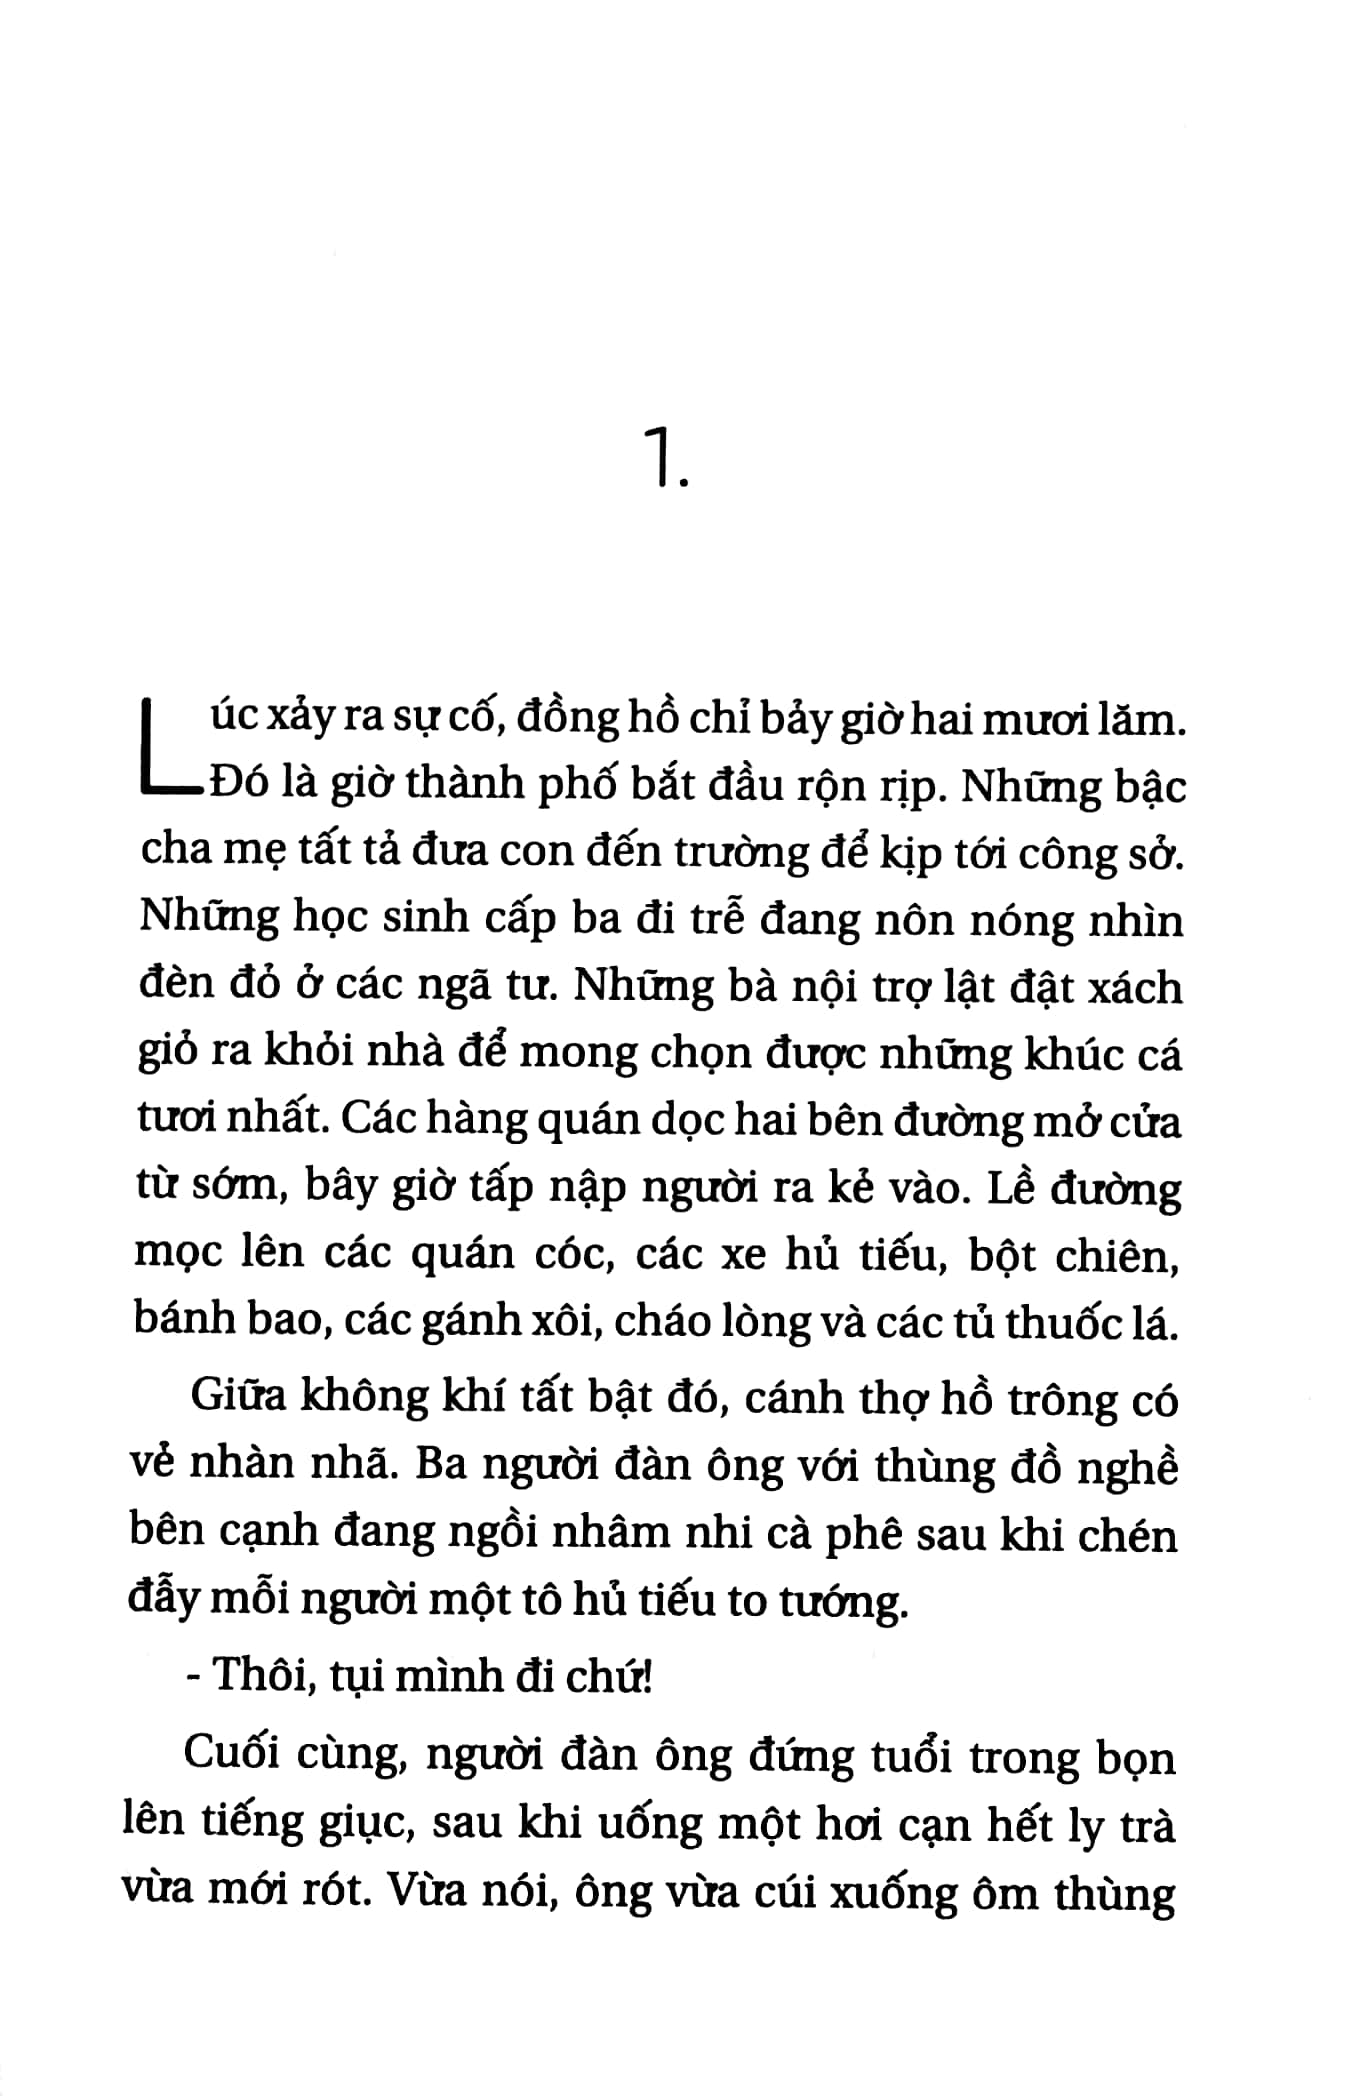 1.
Lúc xảy ra sự cố, đồng hồ chỉ bảy giờ hai mươi lăm.
Đó là giờ thành phố bắt đầu rộn rịp. Những bậc
cha mẹ tất tả đưa con đến trường để kịp tới công sở.
Những học sinh cấp ba đi trễ đang nôn nóng nhìn
đèn đỏ ở các ngã tư. Những bà nội trợ lật đật xách
giỏ ra khỏi nhà để mong chọn được những khúc cá
tươi nhất. Các hàng quán dọc hai bên đường mở cửa
từ sớm, bây giờ tấp nập người ra kẻ vào. Lề đường
mọc lên các quán cóc, các xe hủ tiếu, bột chiên,
bánh bao, các gánh xôi, cháo lòng và các tủ thuốc lá.
Giữa không khí tất bật đó, cánh thợ hồ trông có
vẻ nhàn nhã. Ba người đàn ông với thùng đồ nghề
bên cạnh đang ngồi nhâm nhi cà phê sau khi chén
đẫy mỗi người một tô hủ tiếu to tướng.
- Thôi, tụi mình đi chứ!
Cuối cùng, người đàn ông đứng tuổi trong bọn
lên tiếng giục, sau khi uống một hơi cạn hết ly trà
vừa mới rót. Vừa nói, ông vừa cúi xuống ôm thùng